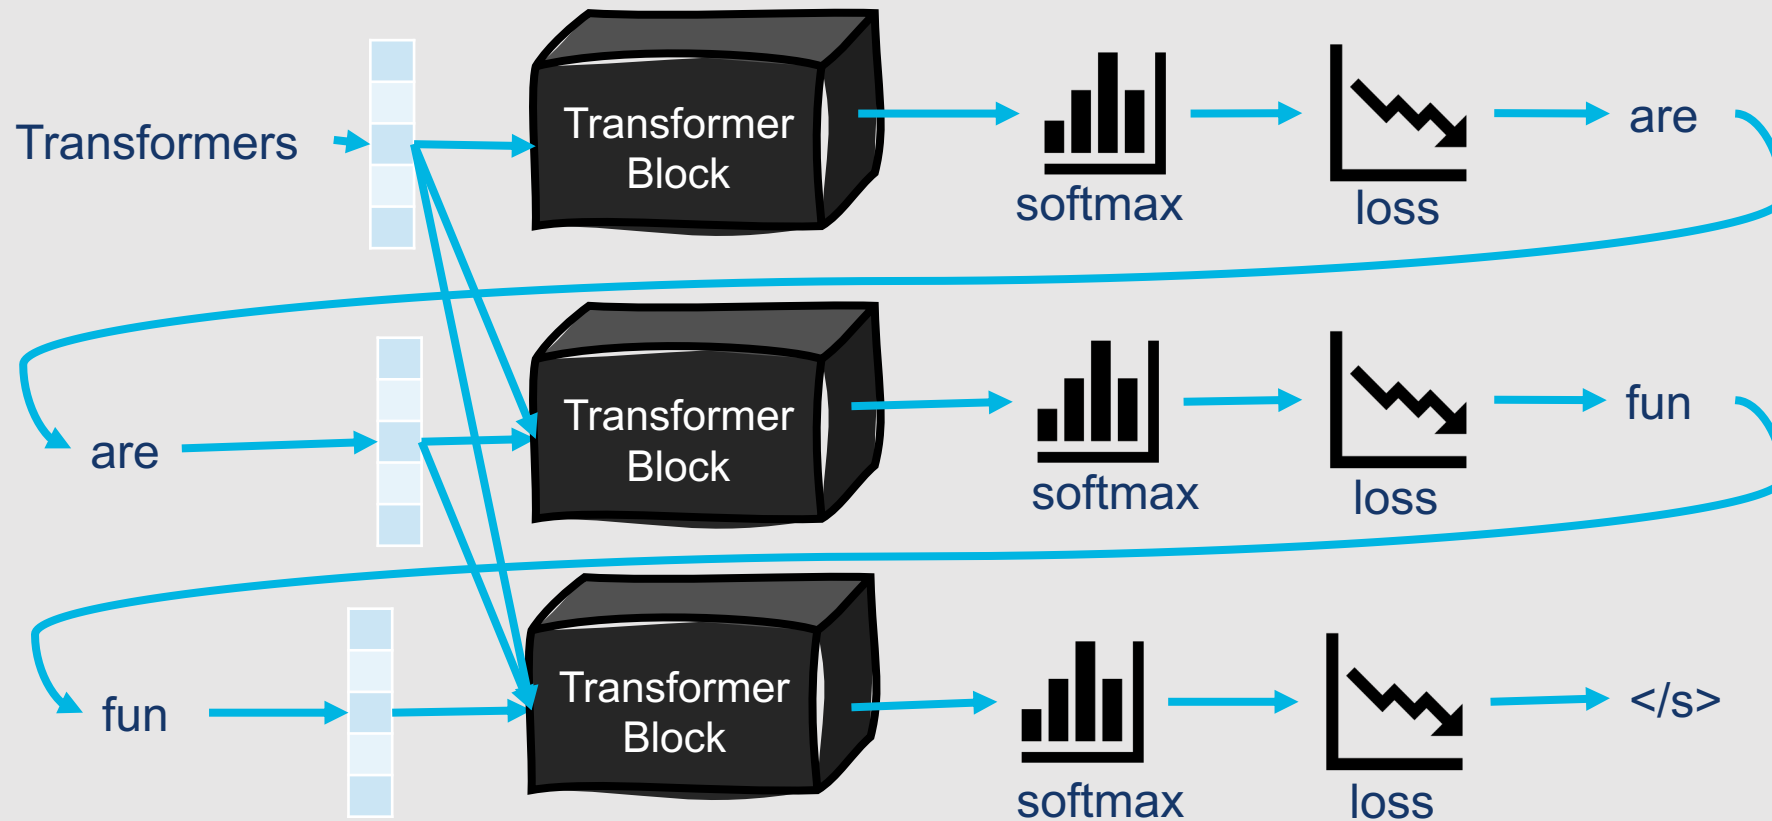 Transformers
Transformer
Block
softmax
loss
are
are
Transformer
Block
softmax
loss
fun
fun
Transformer
Block
softmax
loss
</s>